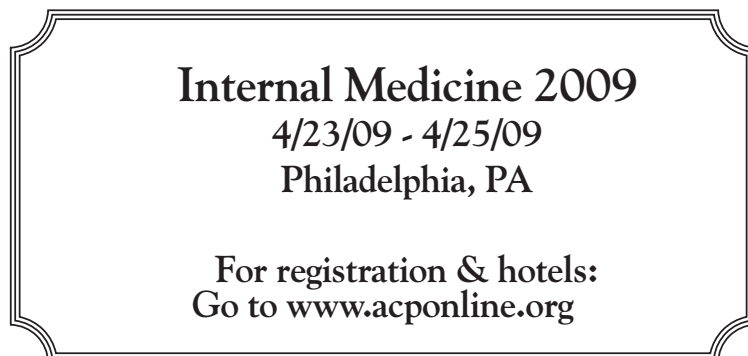 Internal Medicine 2009
4/23/09 - 4/25/09
Philadelphia, PA
For registration & hotels:
Go to www.acponline.org